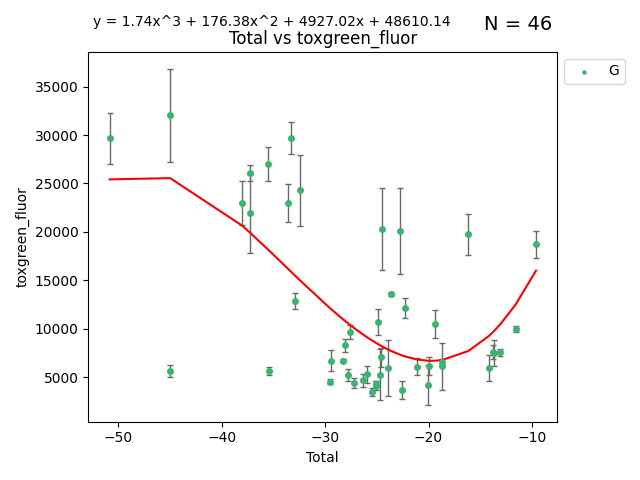 y = 1.74x^3 + 176.38x^2 + 4927.02x + 48610.14
N = 46
Total vs toxgreen_fluor
G
35000
30000
25000
20000
15000
10000
5000
toxgreen_fluor
−50
−40
−30
−20
−10
Total